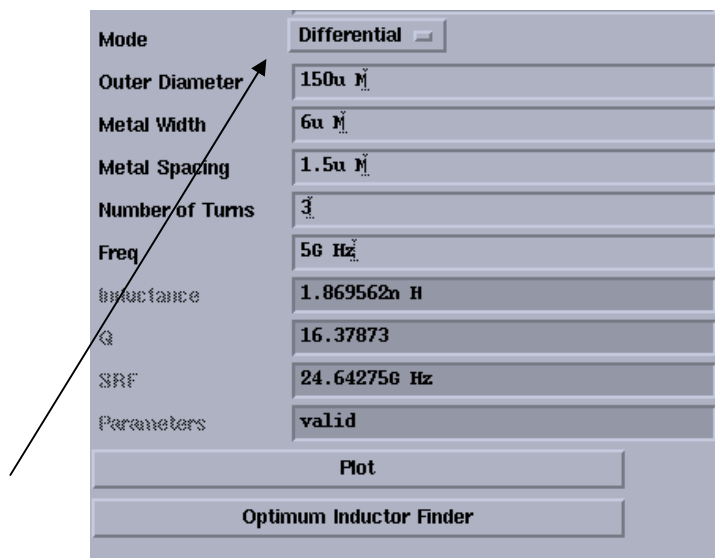 Mode Differential
Outer Diameter 150u M
Metal Width 6u M
Metal Spacing 1.5u M
Number of Turns 3
Freq 5G Hz
Inductance 1.869562n H
Q 16.37873
SRF 24.64275G Hz
Parameters valid
Plot
Optimum Inductor Finder